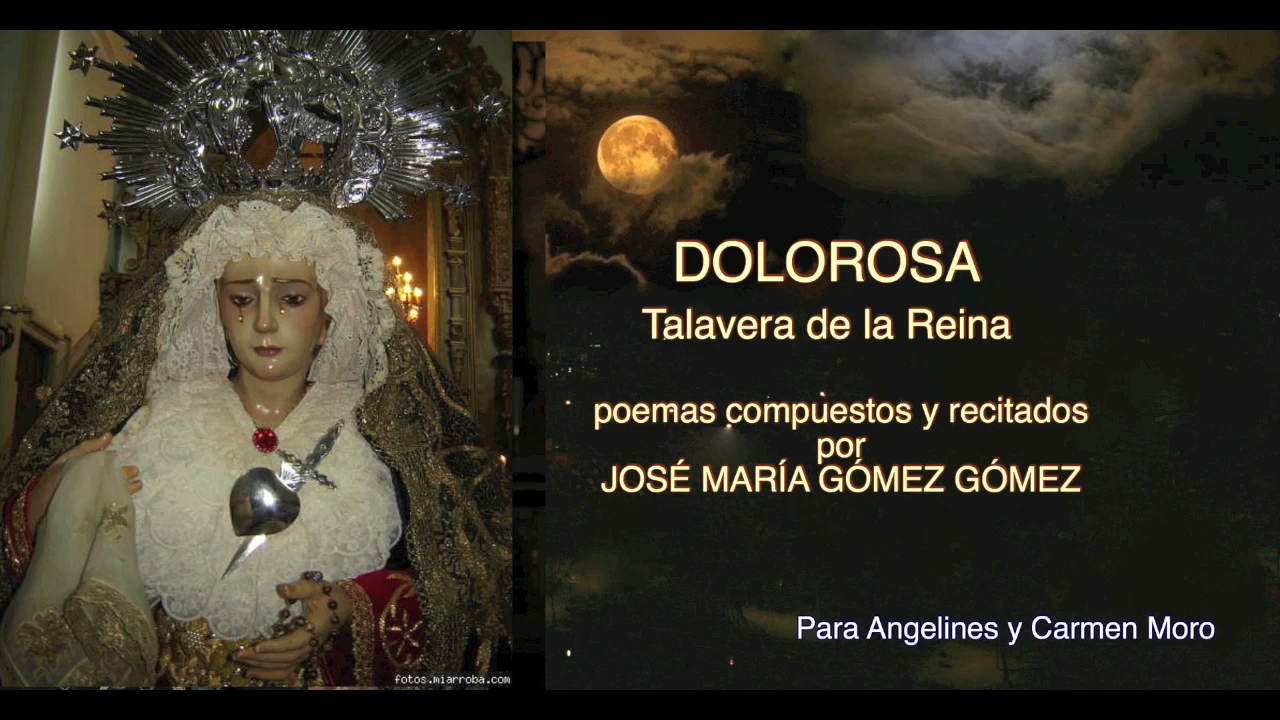 DOLOROSA
Talavera de la Reina
poemas compuestos y recitados
por
JOSÉ MARÍA GÓMEZ GÓMEZ
Para Angelines y Carmen Moro
fotos.miarroba.com